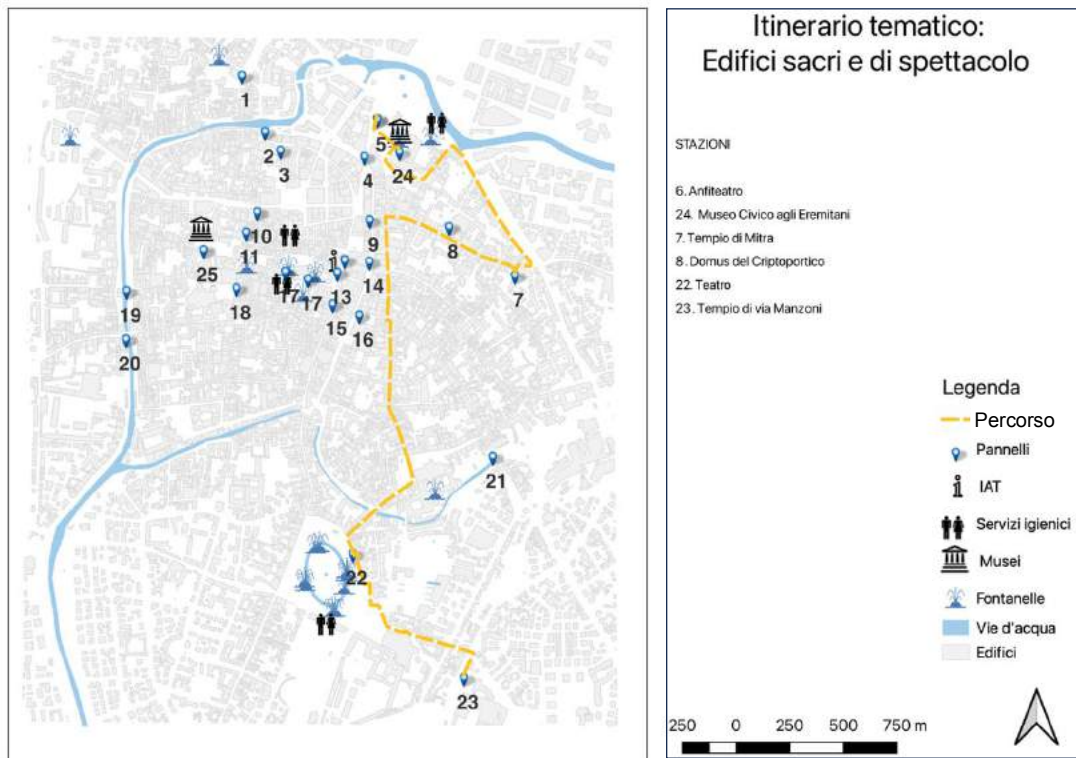 1
2
3
5
4
24
10
11
9
8
25
17
17
13
14
7
18
15
16
19
20
21
22
23
Itinerario tematico:
Edifici sacri e di spettacolo
STAZIONI
6. Anfiteatro
24. Museo Civico agli Eremitani
7. Tempio di Mitra
8. Domus del Criptoportico
22. Teatro
23. Tempio di via Manzoni
Legenda
Percorso
Pannelli
i IAT
Servizi igienici
Musei
Fontanelle
Vie d'acqua
Edifici
250 0 250 500 750 m